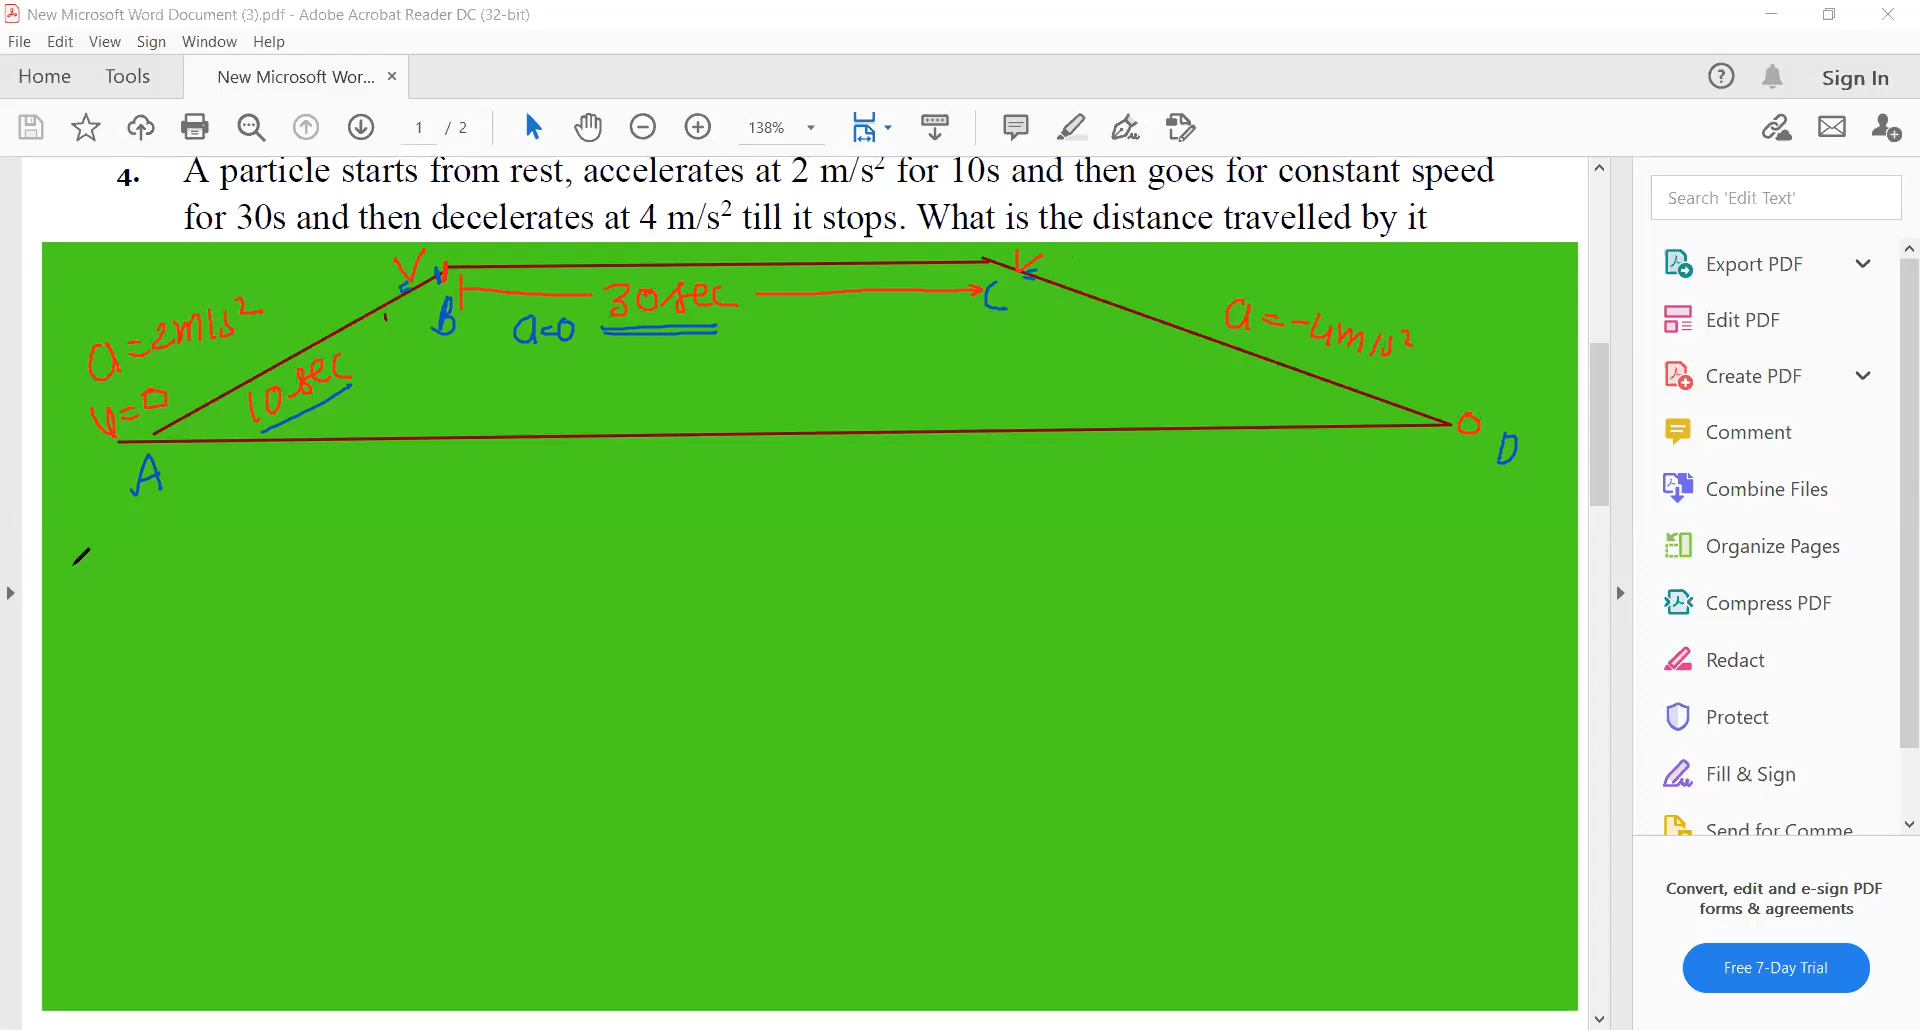 New Microsoft Word Document (3).pdf - Adobe Acrobat Reader DC (32-bit)
File Edit View Sign Window Help
Home Tools New Microsoft Wor... × Sign In
1 / 2 138%
4. A particle starts from rest, accelerates at 2 m/s² for 10s and then goes for constant speed
for 30s and then decelerates at 4 m/s² till it stops. What is the distance travelled by it
V B a=0 30sec C V
a=2m/s² a=-4m/s²
u=0 10sec 0
A D
Search 'Edit Text'
Export PDF
Edit PDF
Create PDF
Comment
Combine Files
Organize Pages
Compress PDF
Redact
Protect
Fill & Sign
Send for Comme
Convert, edit and e-sign PDF
forms & agreements
Free 7-Day Trial